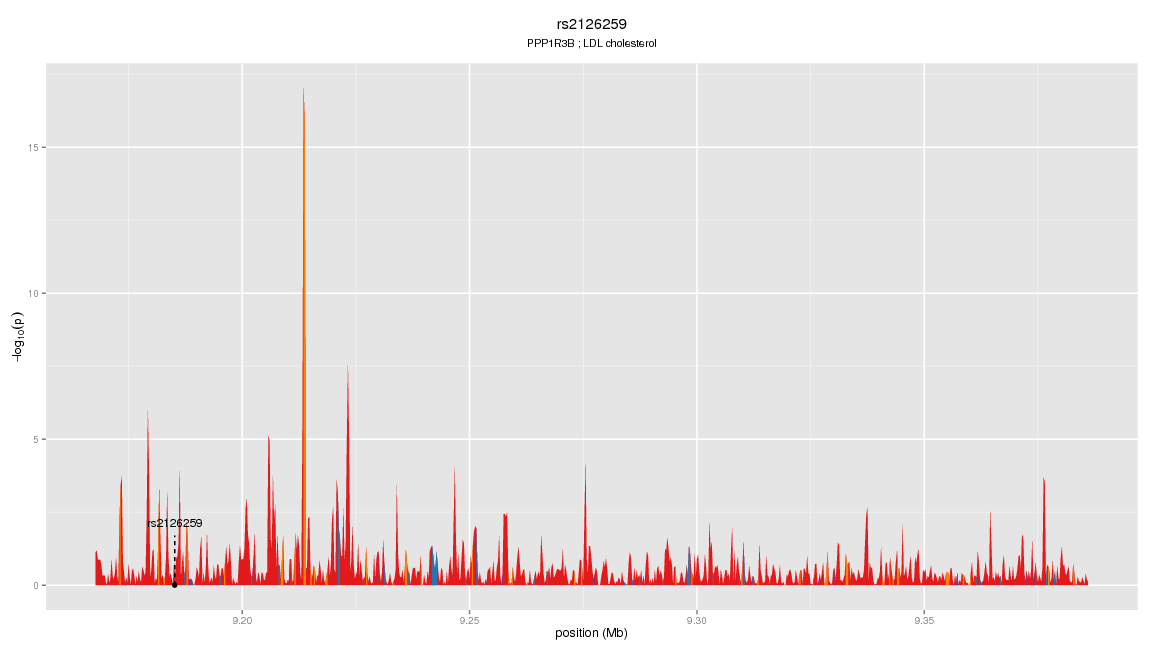 rs2126259
PPP1R3B ; LDL cholesterol
15
10
5
0
−log10(p)
rs2126259
9.20 9.25 9.30 9.35
position (Mb)